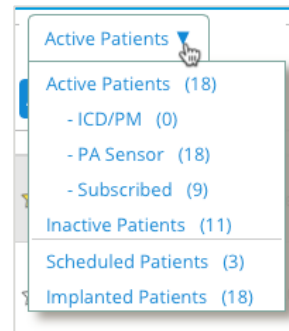 Active Patients
Active Patients (18)
- ICD/PM (0)
- PA Sensor (18)
- Subscribed (9)
Inactive Patients (11)
Scheduled Patients (3)
Implanted Patients (18)